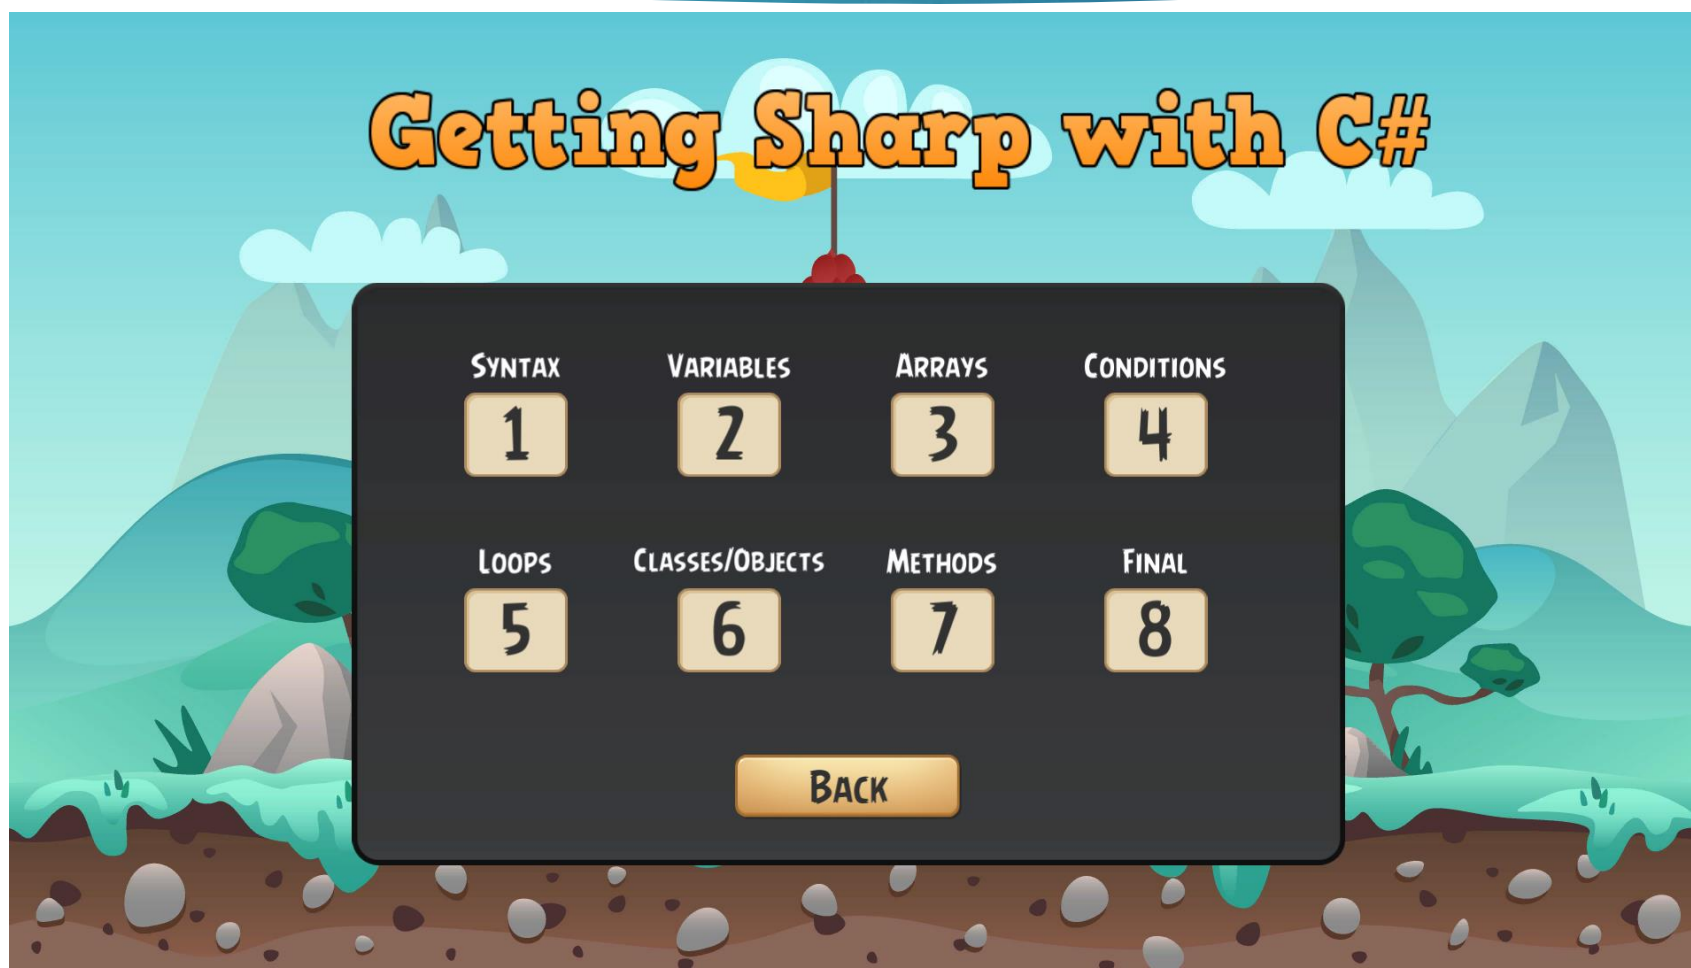 Getting Sharp with C#
Syntax Variables Arrays Conditions
1 2 3 4
Loops Classes/Objects Methods Final
5 6 7 8
Back